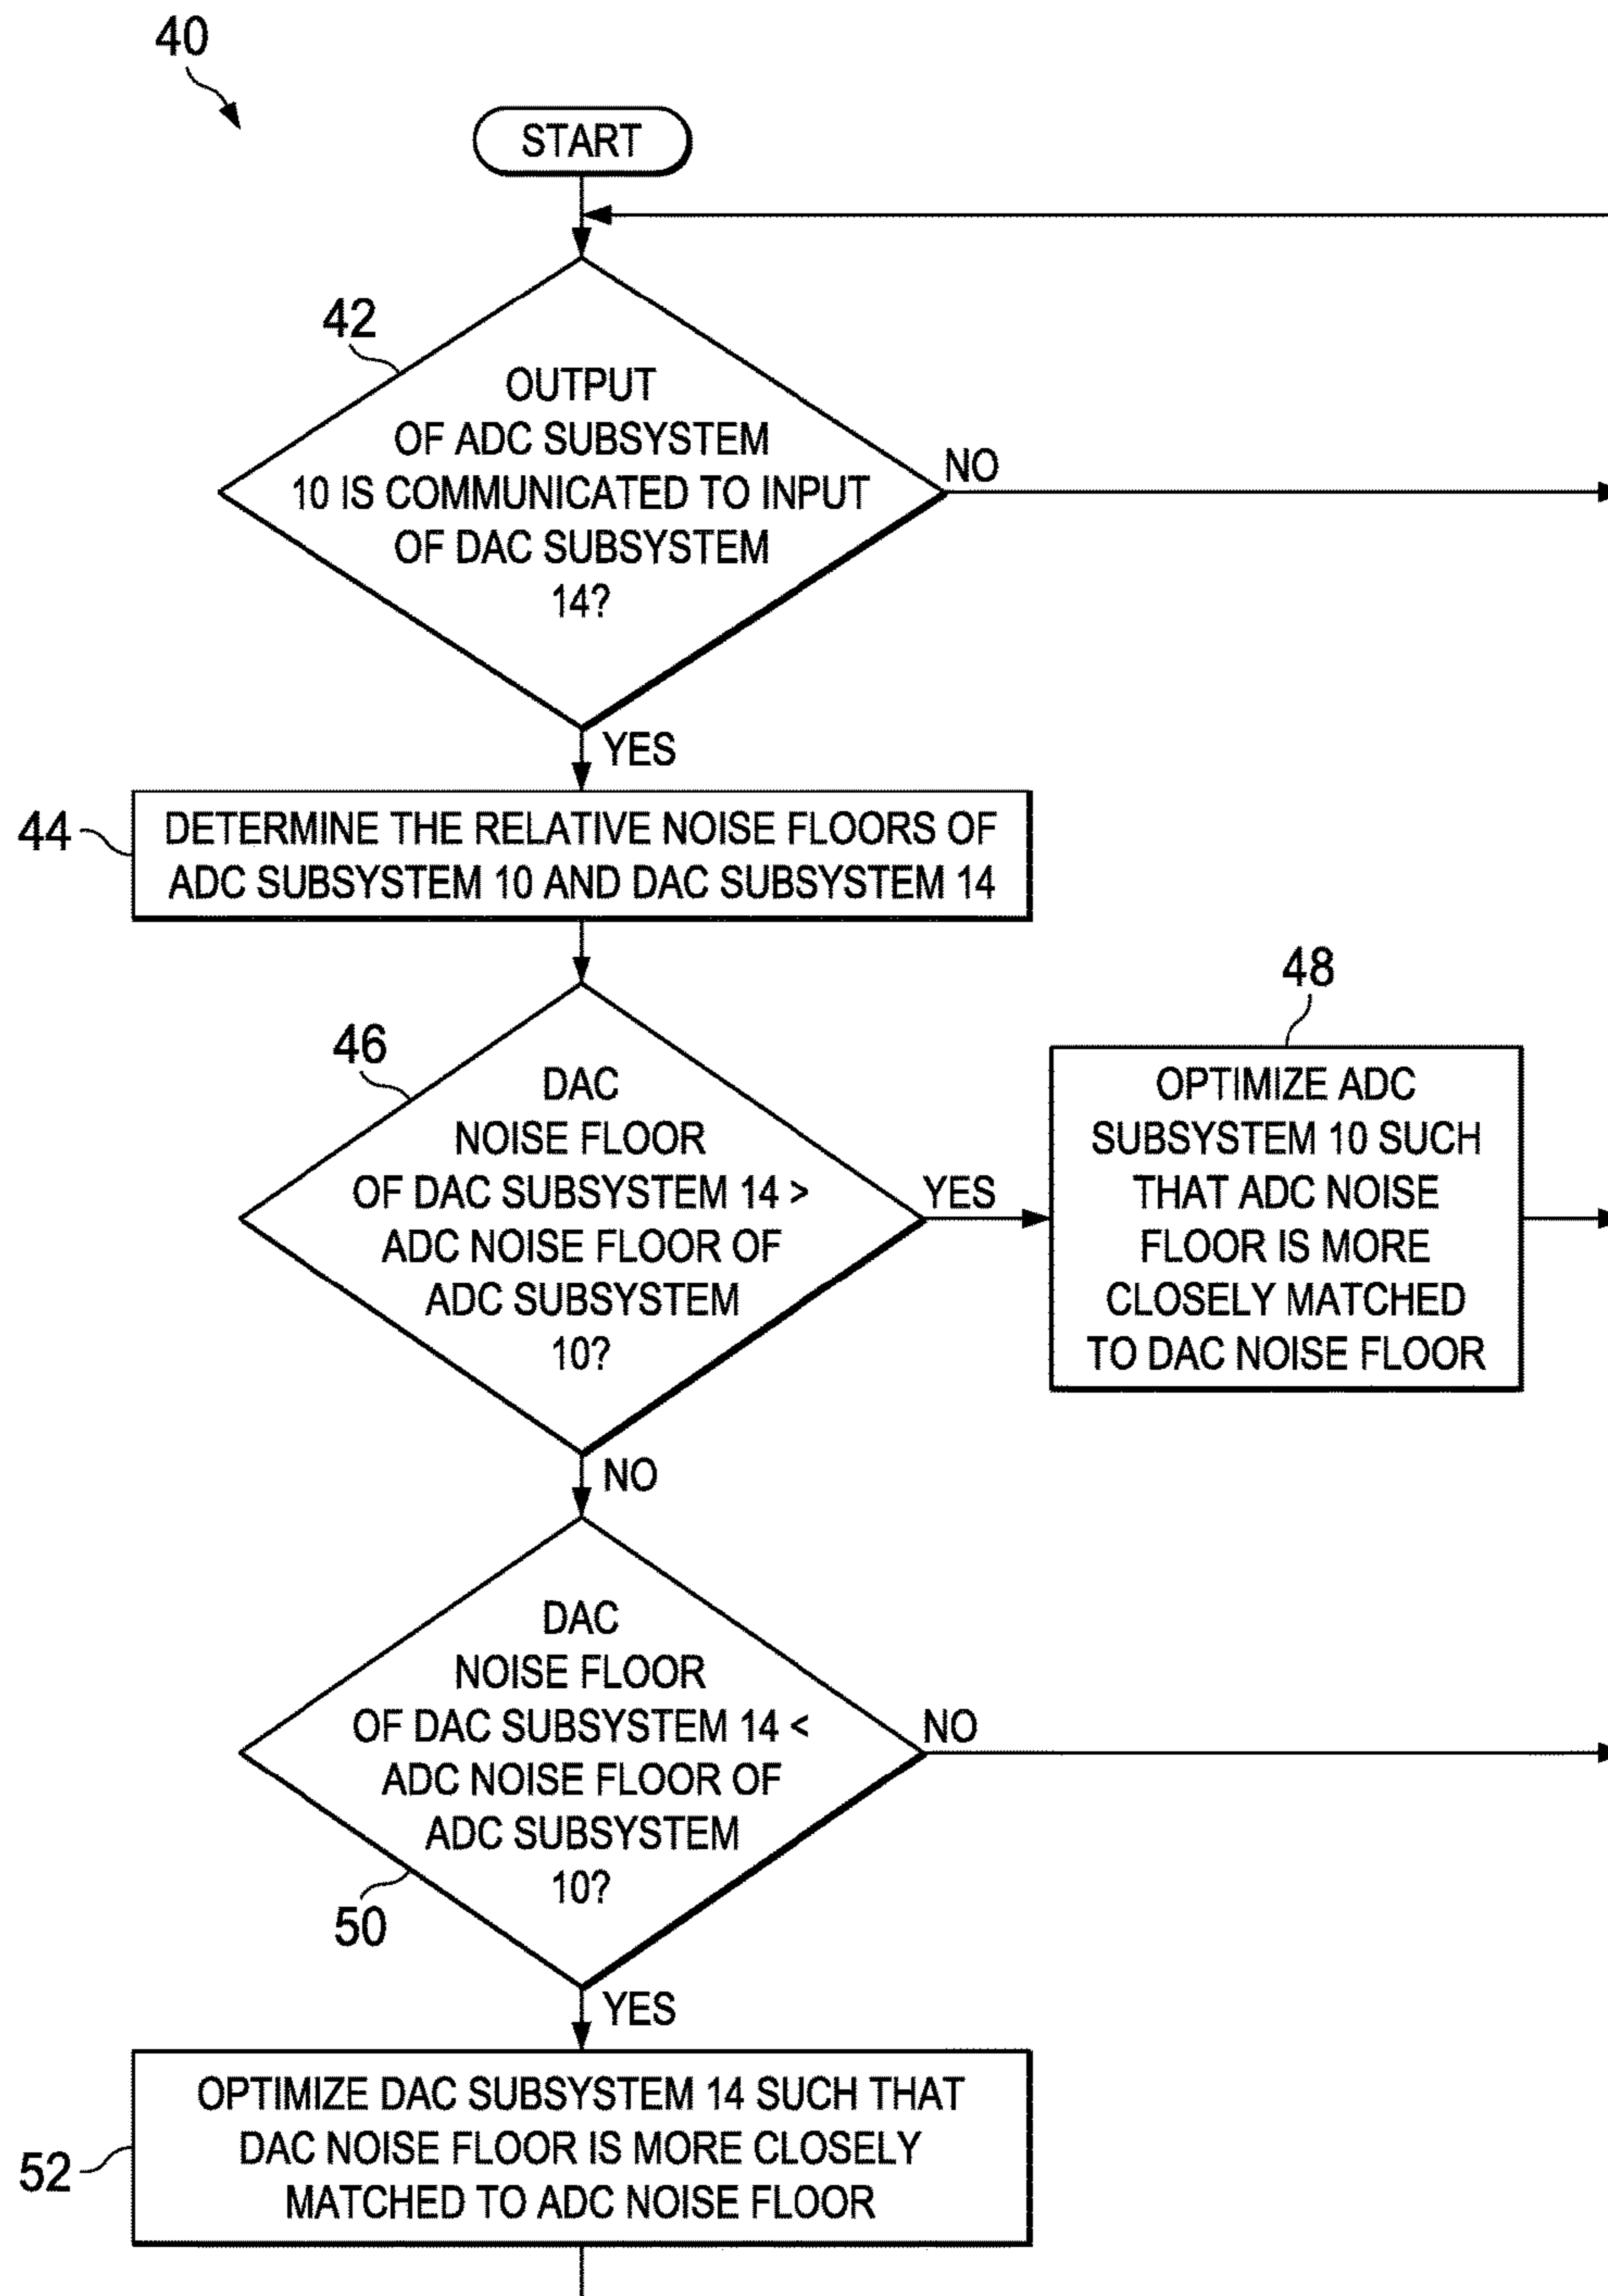 40
START
42
OUTPUT
OF ADC SUBSYSTEM
10 IS COMMUNICATED TO INPUT
OF DAC SUBSYSTEM
14?
NO
YES
44
DETERMINE THE RELATIVE NOISE FLOORS OF
ADC SUBSYSTEM 10 AND DAC SUBSYSTEM 14
46
DAC
NOISE FLOOR
OF DAC SUBSYSTEM 14 >
ADC NOISE FLOOR OF
ADC SUBSYSTEM
10?
YES
48
OPTIMIZE ADC
SUBSYSTEM 10 SUCH
THAT ADC NOISE
FLOOR IS MORE
CLOSELY MATCHED
TO DAC NOISE FLOOR
NO
DAC
NOISE FLOOR
OF DAC SUBSYSTEM 14 <
ADC NOISE FLOOR OF
ADC SUBSYSTEM
10?
NO
50
YES
52
OPTIMIZE DAC SUBSYSTEM 14 SUCH THAT
DAC NOISE FLOOR IS MORE CLOSELY
MATCHED TO ADC NOISE FLOOR